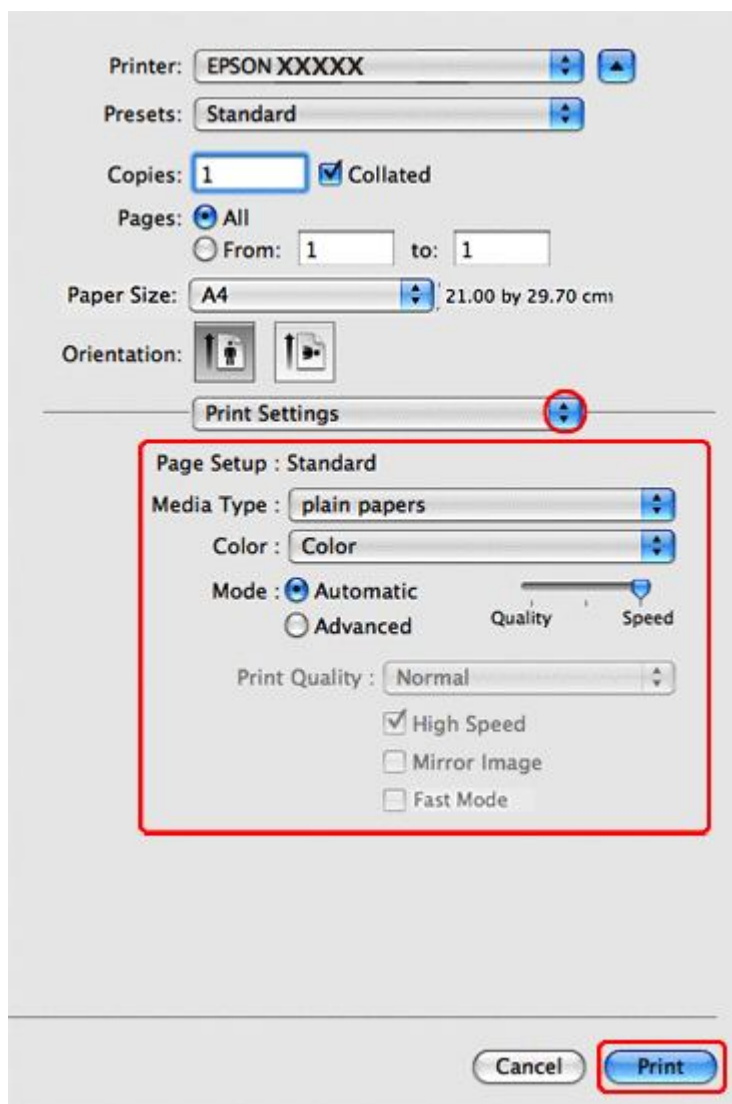 Printer: EPSON XXXXX
Presets: Standard
Copies: 1 Collated
Pages: All
From: 1 to: 1
Paper Size: A4 21.00 by 29.70 cm
Orientation:
Print Settings
Page Setup : Standard
Media Type : plain papers
Color : Color
Mode : Automatic
Advanced
Quality Speed
Print Quality : Normal
High Speed
Mirror Image
Fast Mode
Cancel Print